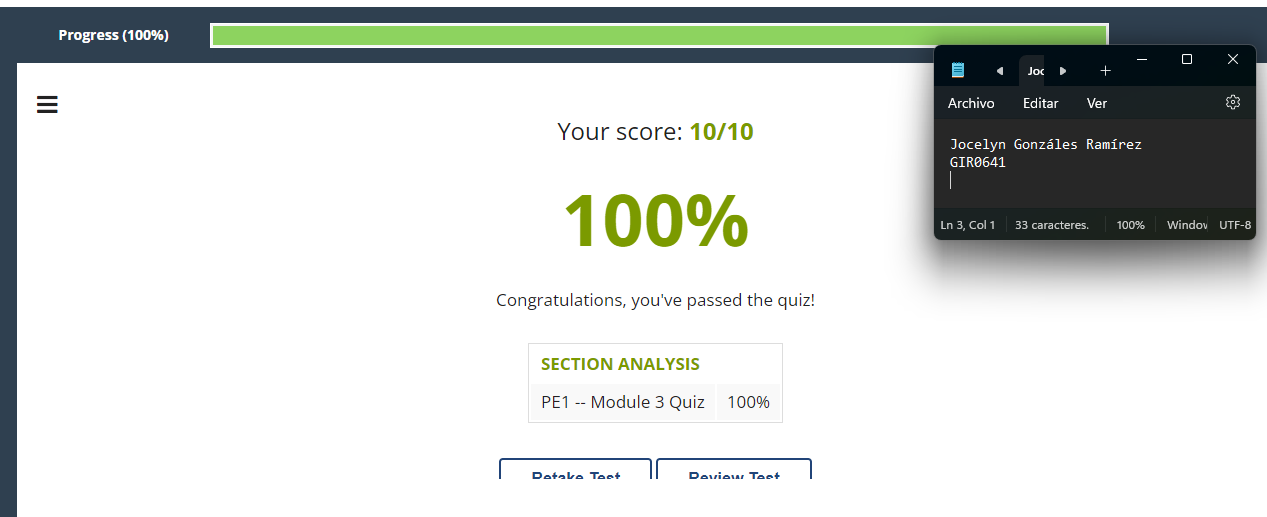 Progress (100%)
Your score: 10/10
100%
Congratulations, you've passed the quiz!
SECTION ANALYSIS
PE1 -- Module 3 Quiz 100%
Retake Test Review Test
Joc
Archivo Editar Ver
Jocelyn Gonzáles Ramírez
GIR0641
Ln 3, Col 1 33 caracteres. 100% Window UTF-8